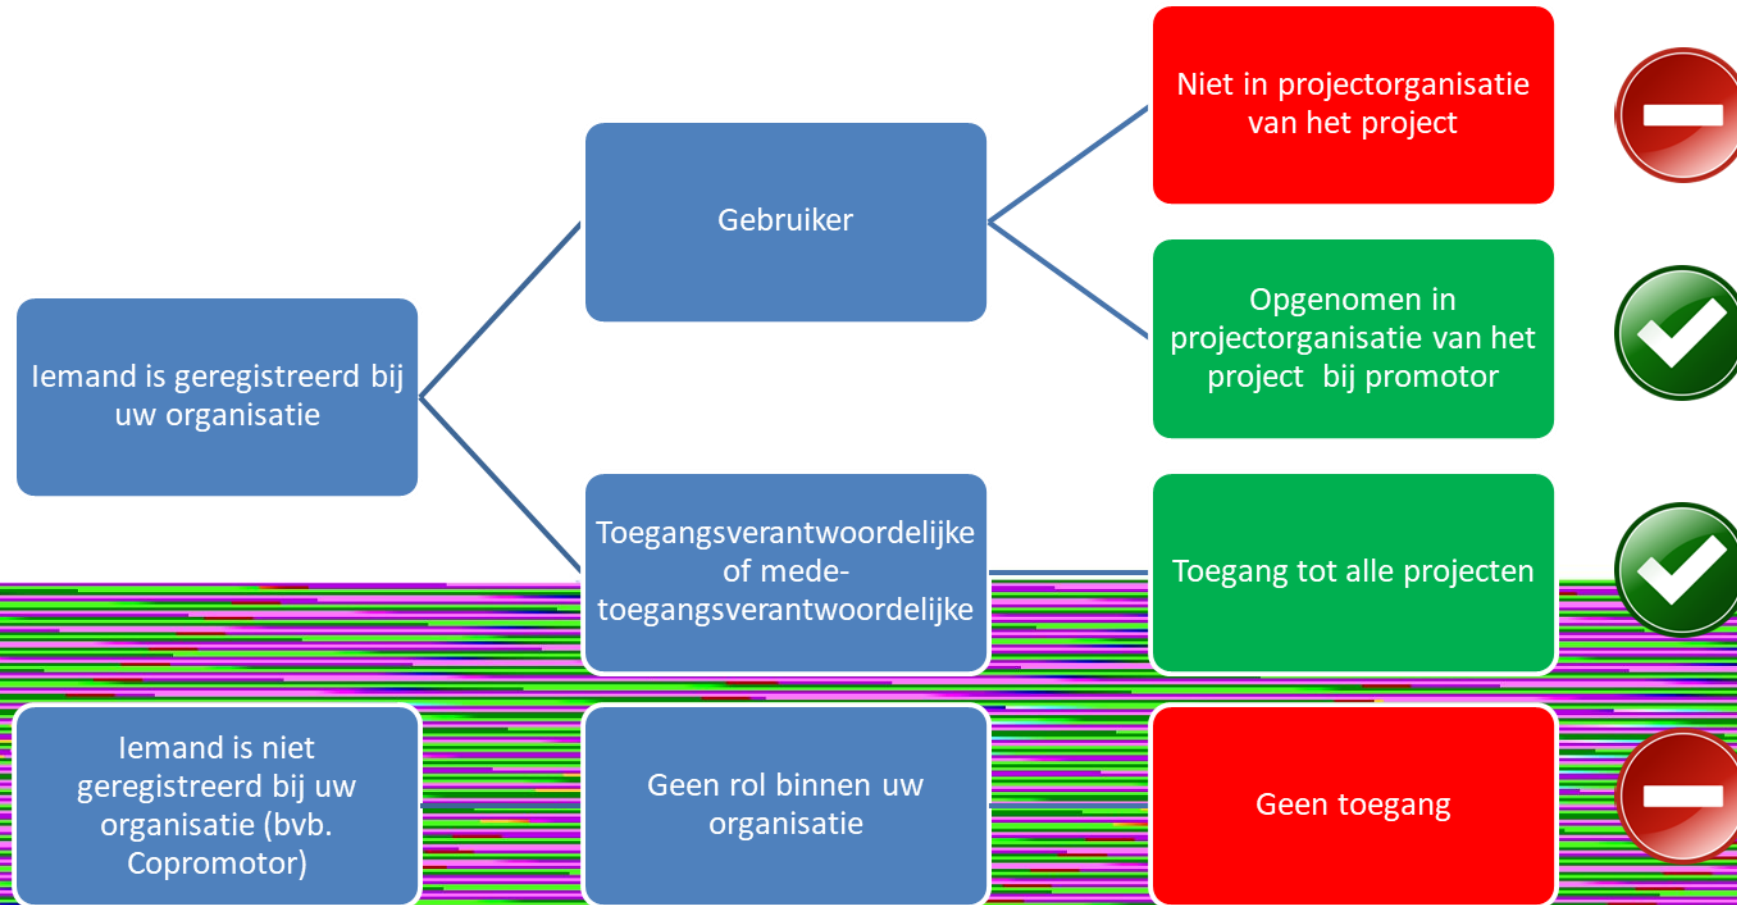 Niet in projectorganisatie
van het project
Gebruiker
Opgenomen in
projectorganisatie van het
project  bij promotor
Iemand is geregistreerd bij
uw organisatie
Toegangsverantwoordelijke
of mede-
toegangsverantwoordelijke
Toegang tot alle projecten
Iemand is niet
geregistreerd bij uw
organisatie (bvb.
Copromotor)
Geen rol binnen uw
organisatie
Geen toegang